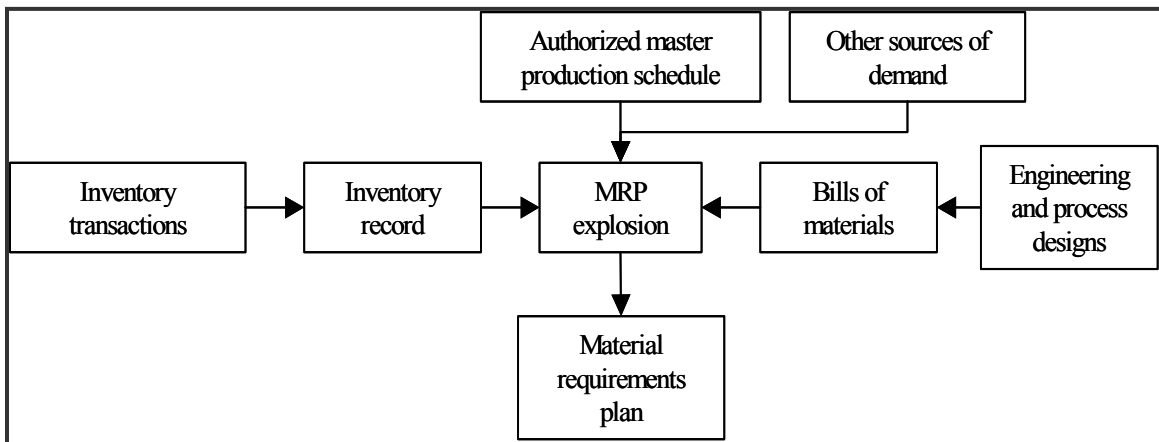 Authorized master
production schedule
Other sources of
demand
Inventory
transactions
Inventory
record
MRP
explosion
Bills of
materials
Engineering
and process
designs
Material
requirements
plan